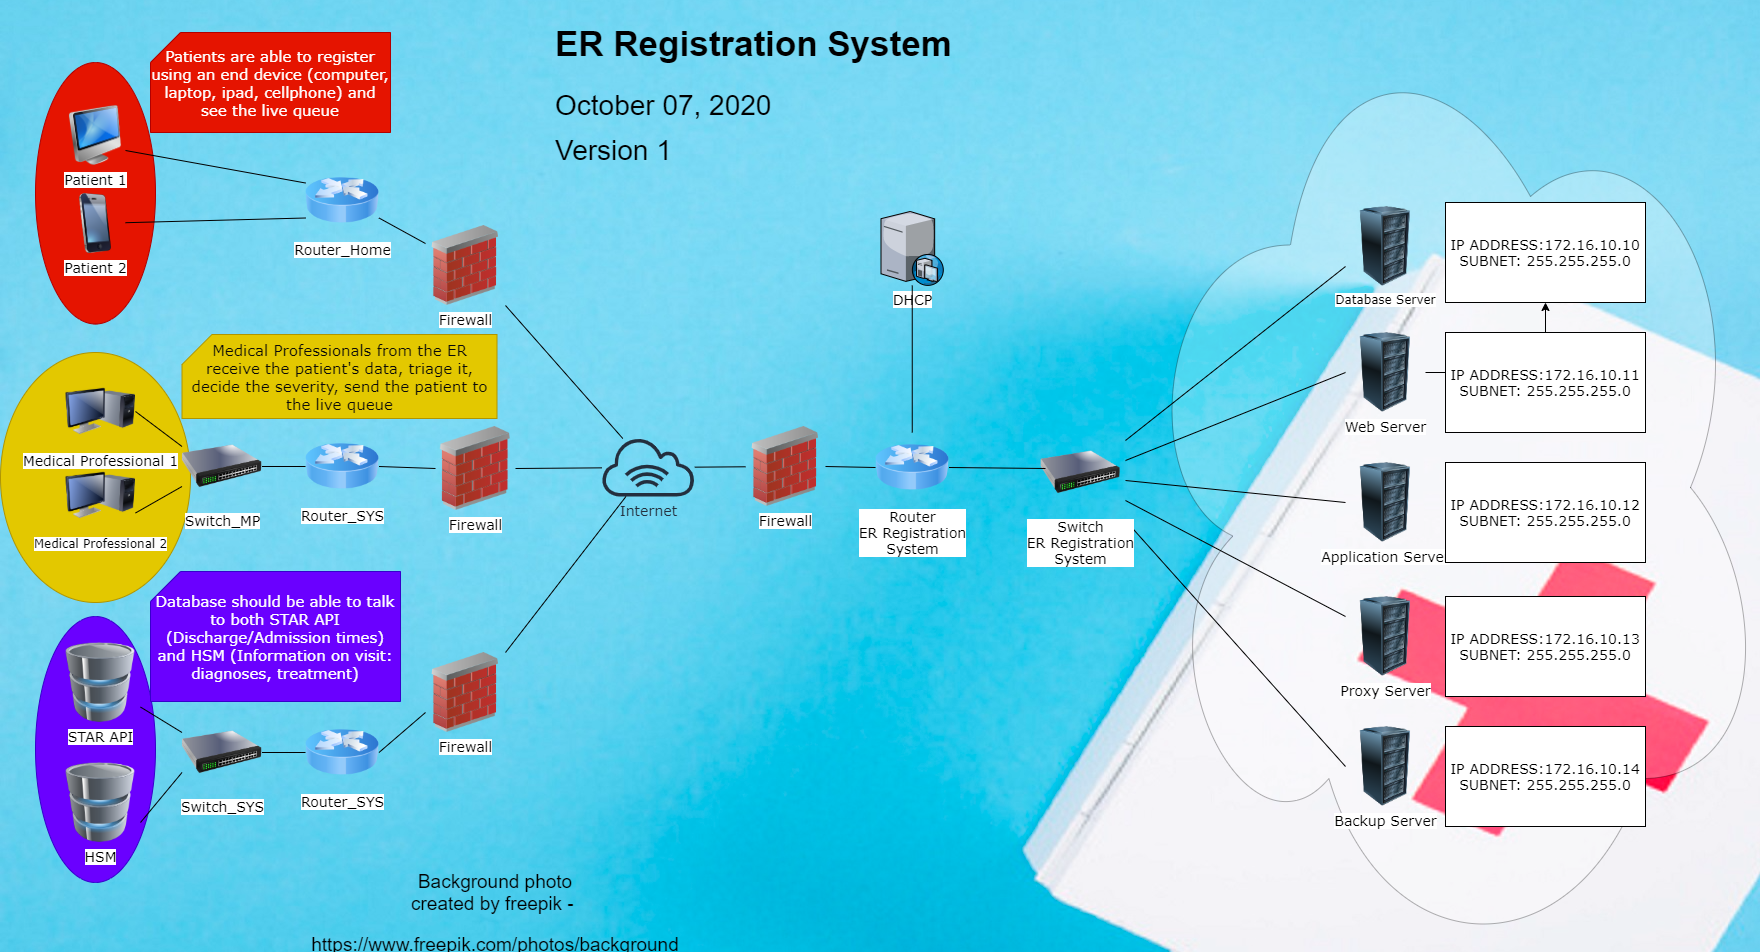 ER Registration System
October 07, 2020
Version 1
Patients are able to register
using an end device (computer,
laptop, ipad, cellphone) and
see the live queue
Patient 1
Patient 2
Router_Home
Firewall
Medical Professionals from the ER
receive the patient's data, triage it,
decide the severity, send the patient to
the live queue
Medical Professional 1
Medical Professional 2
Switch_MP
Router_SYS
Firewall
Database should be able to talk
to both STAR API
(Discharge/Admission times)
and HSM (Information on visit:
diagnoses, treatment)
STAR API
HSM
Switch_SYS
Router_SYS
Firewall
Internet
Firewall
DHCP
Router
ER Registration
System
Switch
ER Registration
System
Database Server
IP ADDRESS:172.16.10.10
SUBNET: 255.255.255.0
Web Server
IP ADDRESS:172.16.10.11
SUBNET: 255.255.255.0
Application Serve
IP ADDRESS:172.16.10.12
SUBNET: 255.255.255.0
Proxy Server
IP ADDRESS:172.16.10.13
SUBNET: 255.255.255.0
Backup Server
IP ADDRESS:172.16.10.14
SUBNET: 255.255.255.0
Background photo
created by freepik -
https://www.freepik.com/photos/background